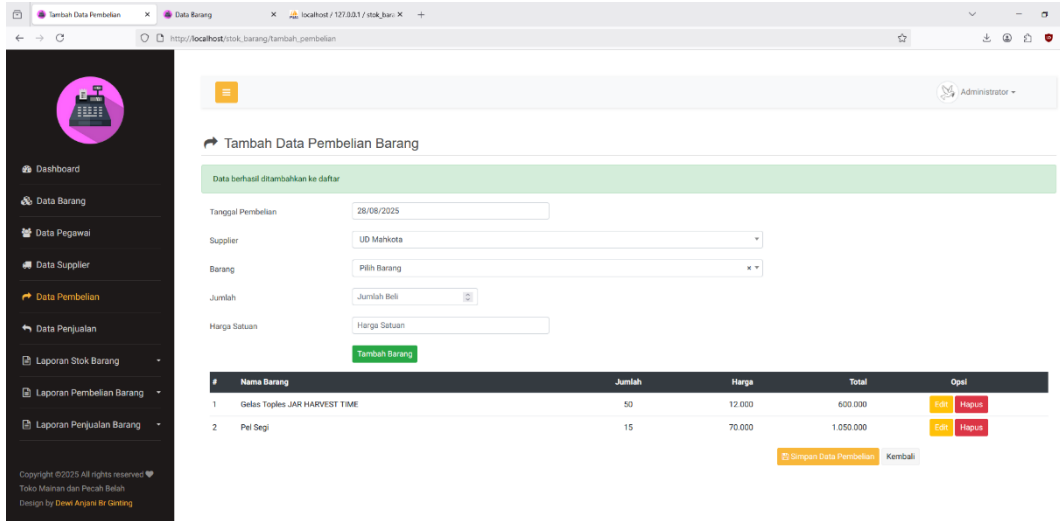 Tambah Data Pembelian
Data Barang
localhost / 127.0.0.1 / stok_bara
http://localhost/stok_barang/tambah_pembelian
Administrator
Tambah Data Pembelian Barang
Data berhasil ditambahkan ke daftar
Dashboard
Data Barang
Data Pegawai
Data Supplier
Data Pembelian
Data Penjualan
Laporan Stok Barang
Laporan Pembelian Barang
Laporan Penjualan Barang
Copyright ©2025 All rights reserved
Toko Mainan dan Pecah Belah
Design by Dewi Anjani Br Ginting
Tanggal Pembelian 28/08/2025
Supplier UD Mahkota
Barang Pilih Barang
Jumlah Jumlah Beli
Harga Satuan Harga Satuan
Tambah Barang
# Nama Barang Jumlah Harga Total Opsi
1 Gelas Toples JAR HARVEST TIME 50 12.000 600.000 Edit Hapus
2 Pel Segi 15 70.000 1.050.000 Edit Hapus
Simpan Data Pembelian Kembali